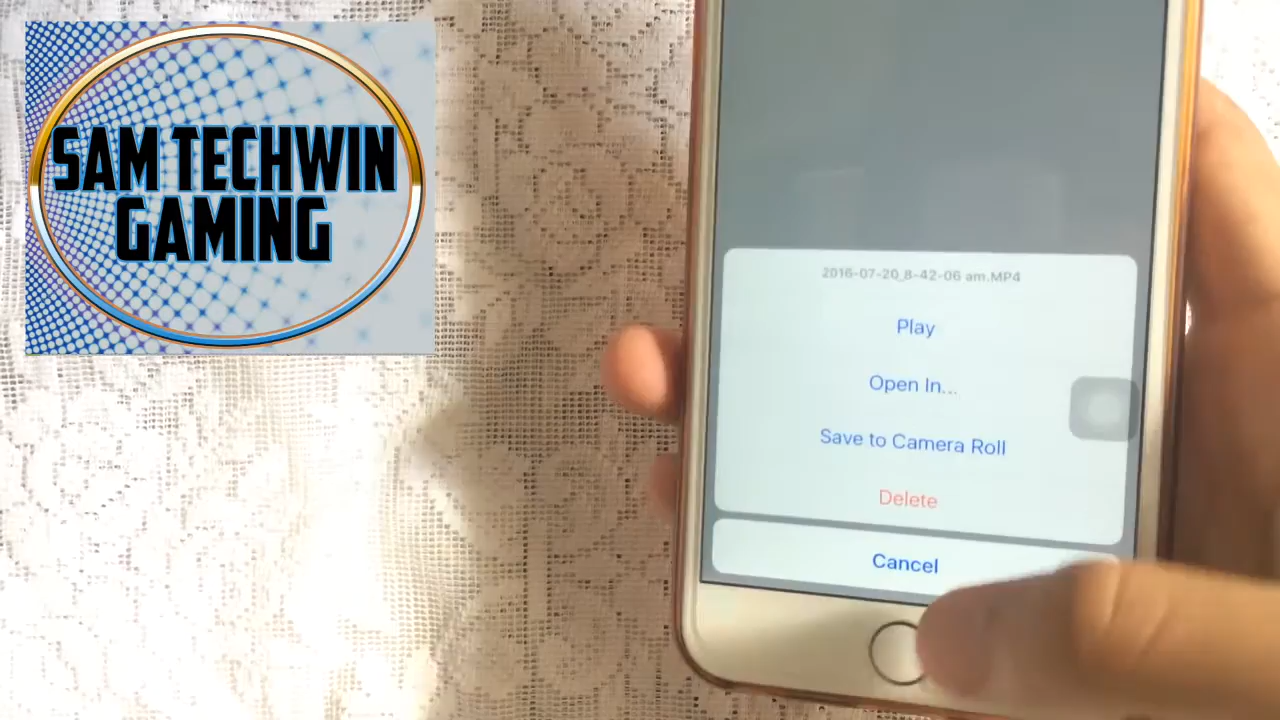 SAM TECHWIN
GAMING
2016-07-20_8-42-06 am.MP4
Play
Open In...
Save to Camera Roll
Delete
Cancel